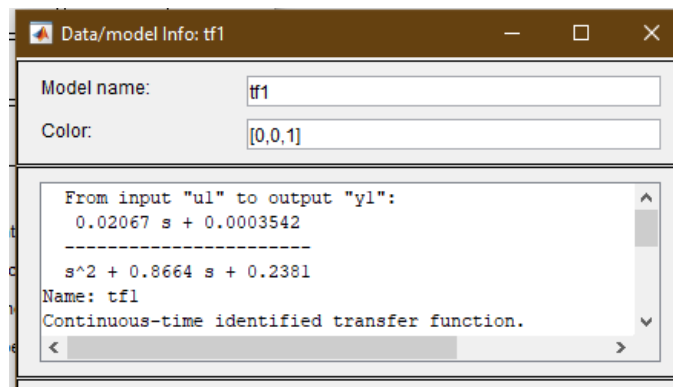 Data/model Info: tf1
Model name: tf1
Color: [0,0,1]
From input "u1" to output "y1":
0.02067 s + 0.0003542
-----------------------
s^2 + 0.8664 s + 0.2381
Name: tf1
Continuous-time identified transfer function.